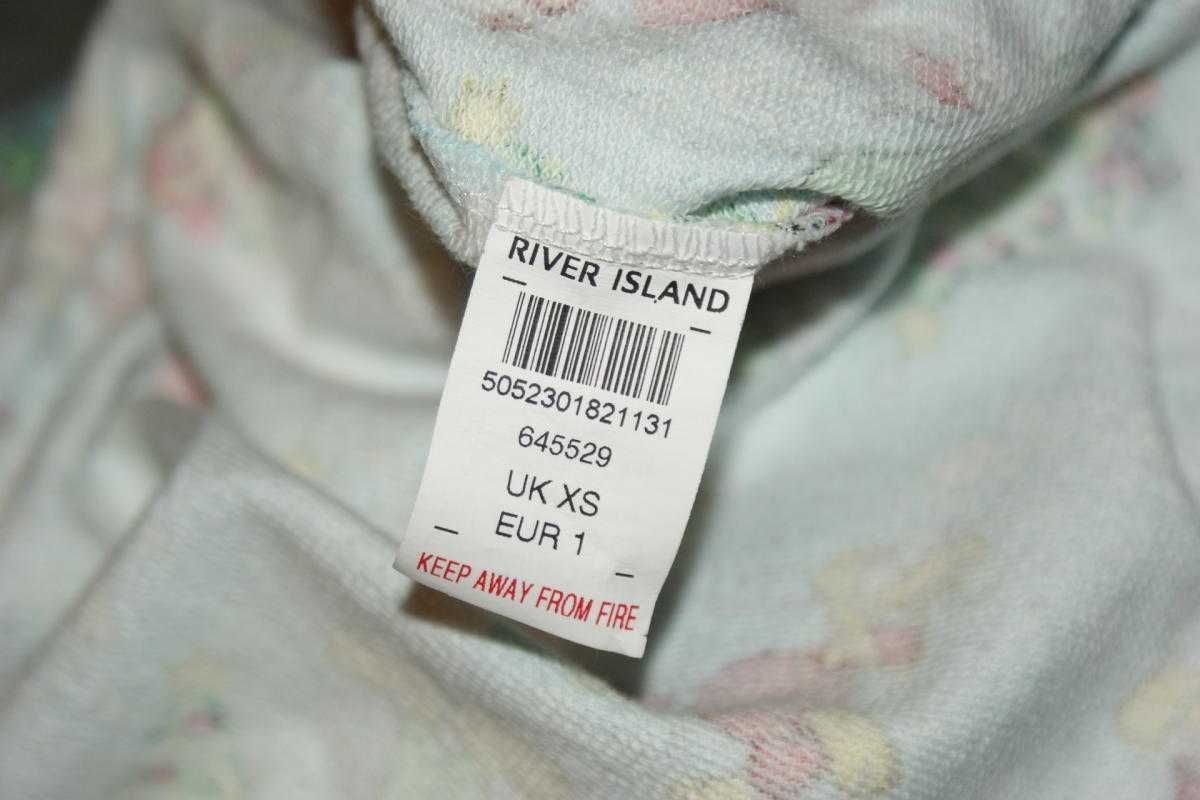 RIVER ISLAND
5052301821131
645529
UK XS
EUR 1
KEEP AWAY FROM FIRE